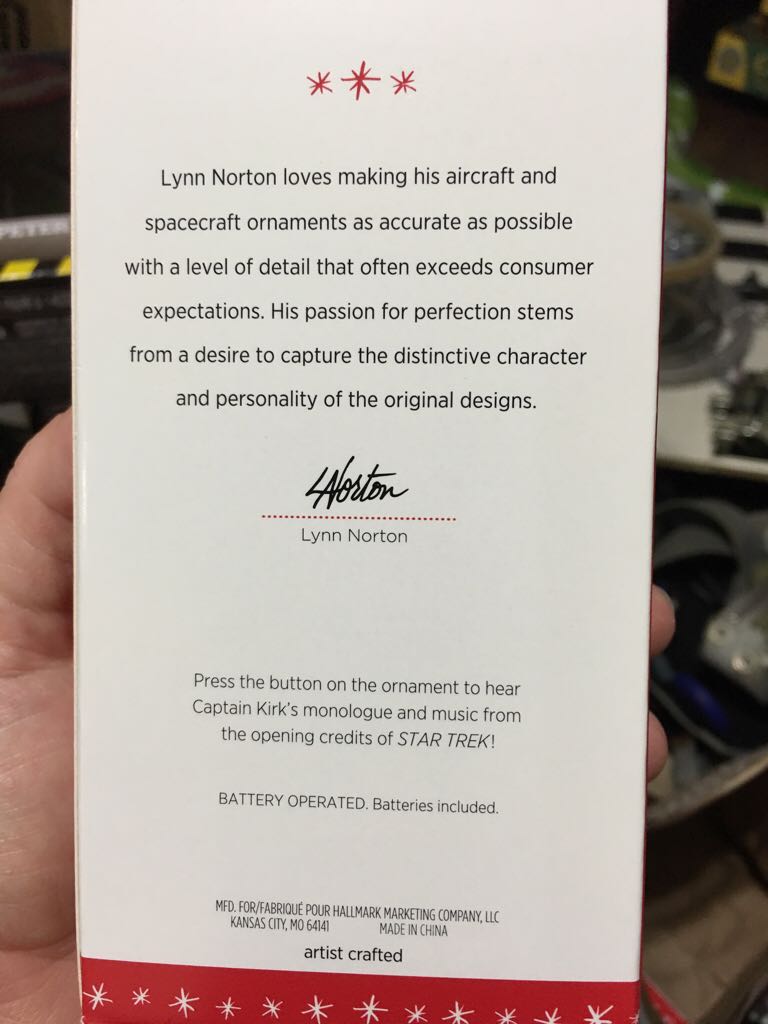 Lynn Norton loves making his aircraft and
spacecraft ornaments as accurate as possible
with a level of detail that often exceeds consumer
expectations. His passion for perfection stems
from a desire to capture the distinctive character
and personality of the original designs.
LNorton
Lynn Norton
Press the button on the ornament to hear
Captain Kirk's monologue and music from
the opening credits of STAR TREK!
BATTERY OPERATED. Batteries included.
MFD. FOR/FABRIQUÉ POUR HALLMARK MARKETING COMPANY, LLC
KANSAS CITY, MO 64141 MADE IN CHINA
artist crafted
PETER